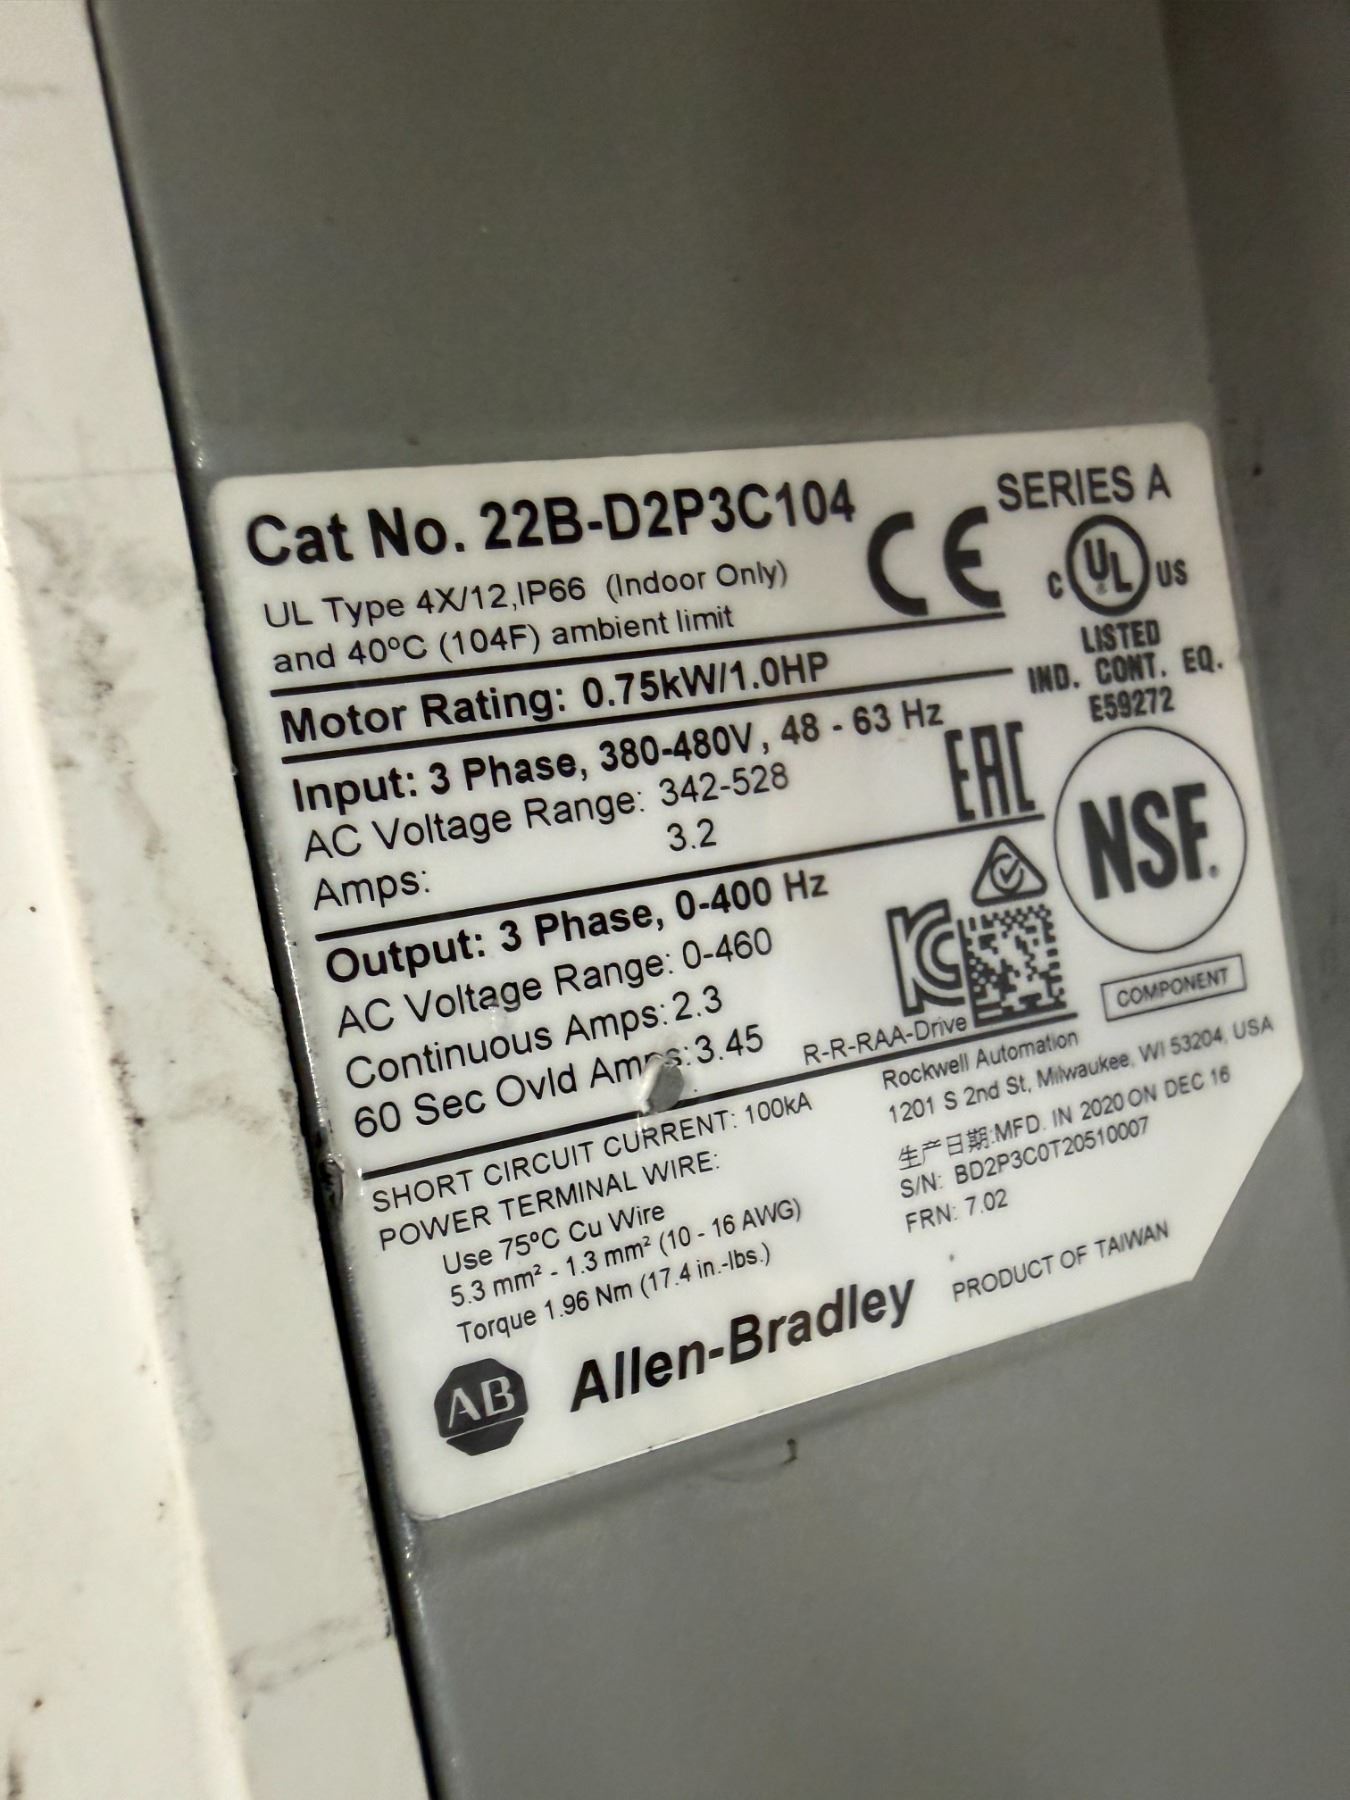 Cat No. 22B-D2P3C104
SERIES A
UL Type 4X/12,IP66 (Indoor Only)
and 40ºC (104F) ambient limit
CE
C UL US
LISTED
IND. CONT. EQ.
E59272
Motor Rating: 0.75kW/1.0HP
Input: 3 Phase, 380-480V, 48 - 63 Hz
AC Voltage Range: 342-528
Amps: 3.2
EAC
NSF.
COMPONENT
Output: 3 Phase, 0-400 Hz
AC Voltage Range: 0-460
Continuous Amps: 2.3
60 Sec Ovld Amps: 3.45
KC
R-R-RAA-Drive
SHORT CIRCUIT CURRENT: 100kA
POWER TERMINAL WIRE:
Use 75ºC Cu Wire
5.3 mm² - 1.3 mm² (10 - 16 AWG)
Torque 1.96 Nm (17.4 in.-lbs.)
Rockwell Automation
1201 S 2nd St, Milwaukee, WI 53204, USA
生产日期:MFD. IN 2020 ON DEC 16
S/N: BD2P3C0T20510007
FRN: 7.02
PRODUCT OF TAIWAN
AB Allen-Bradley